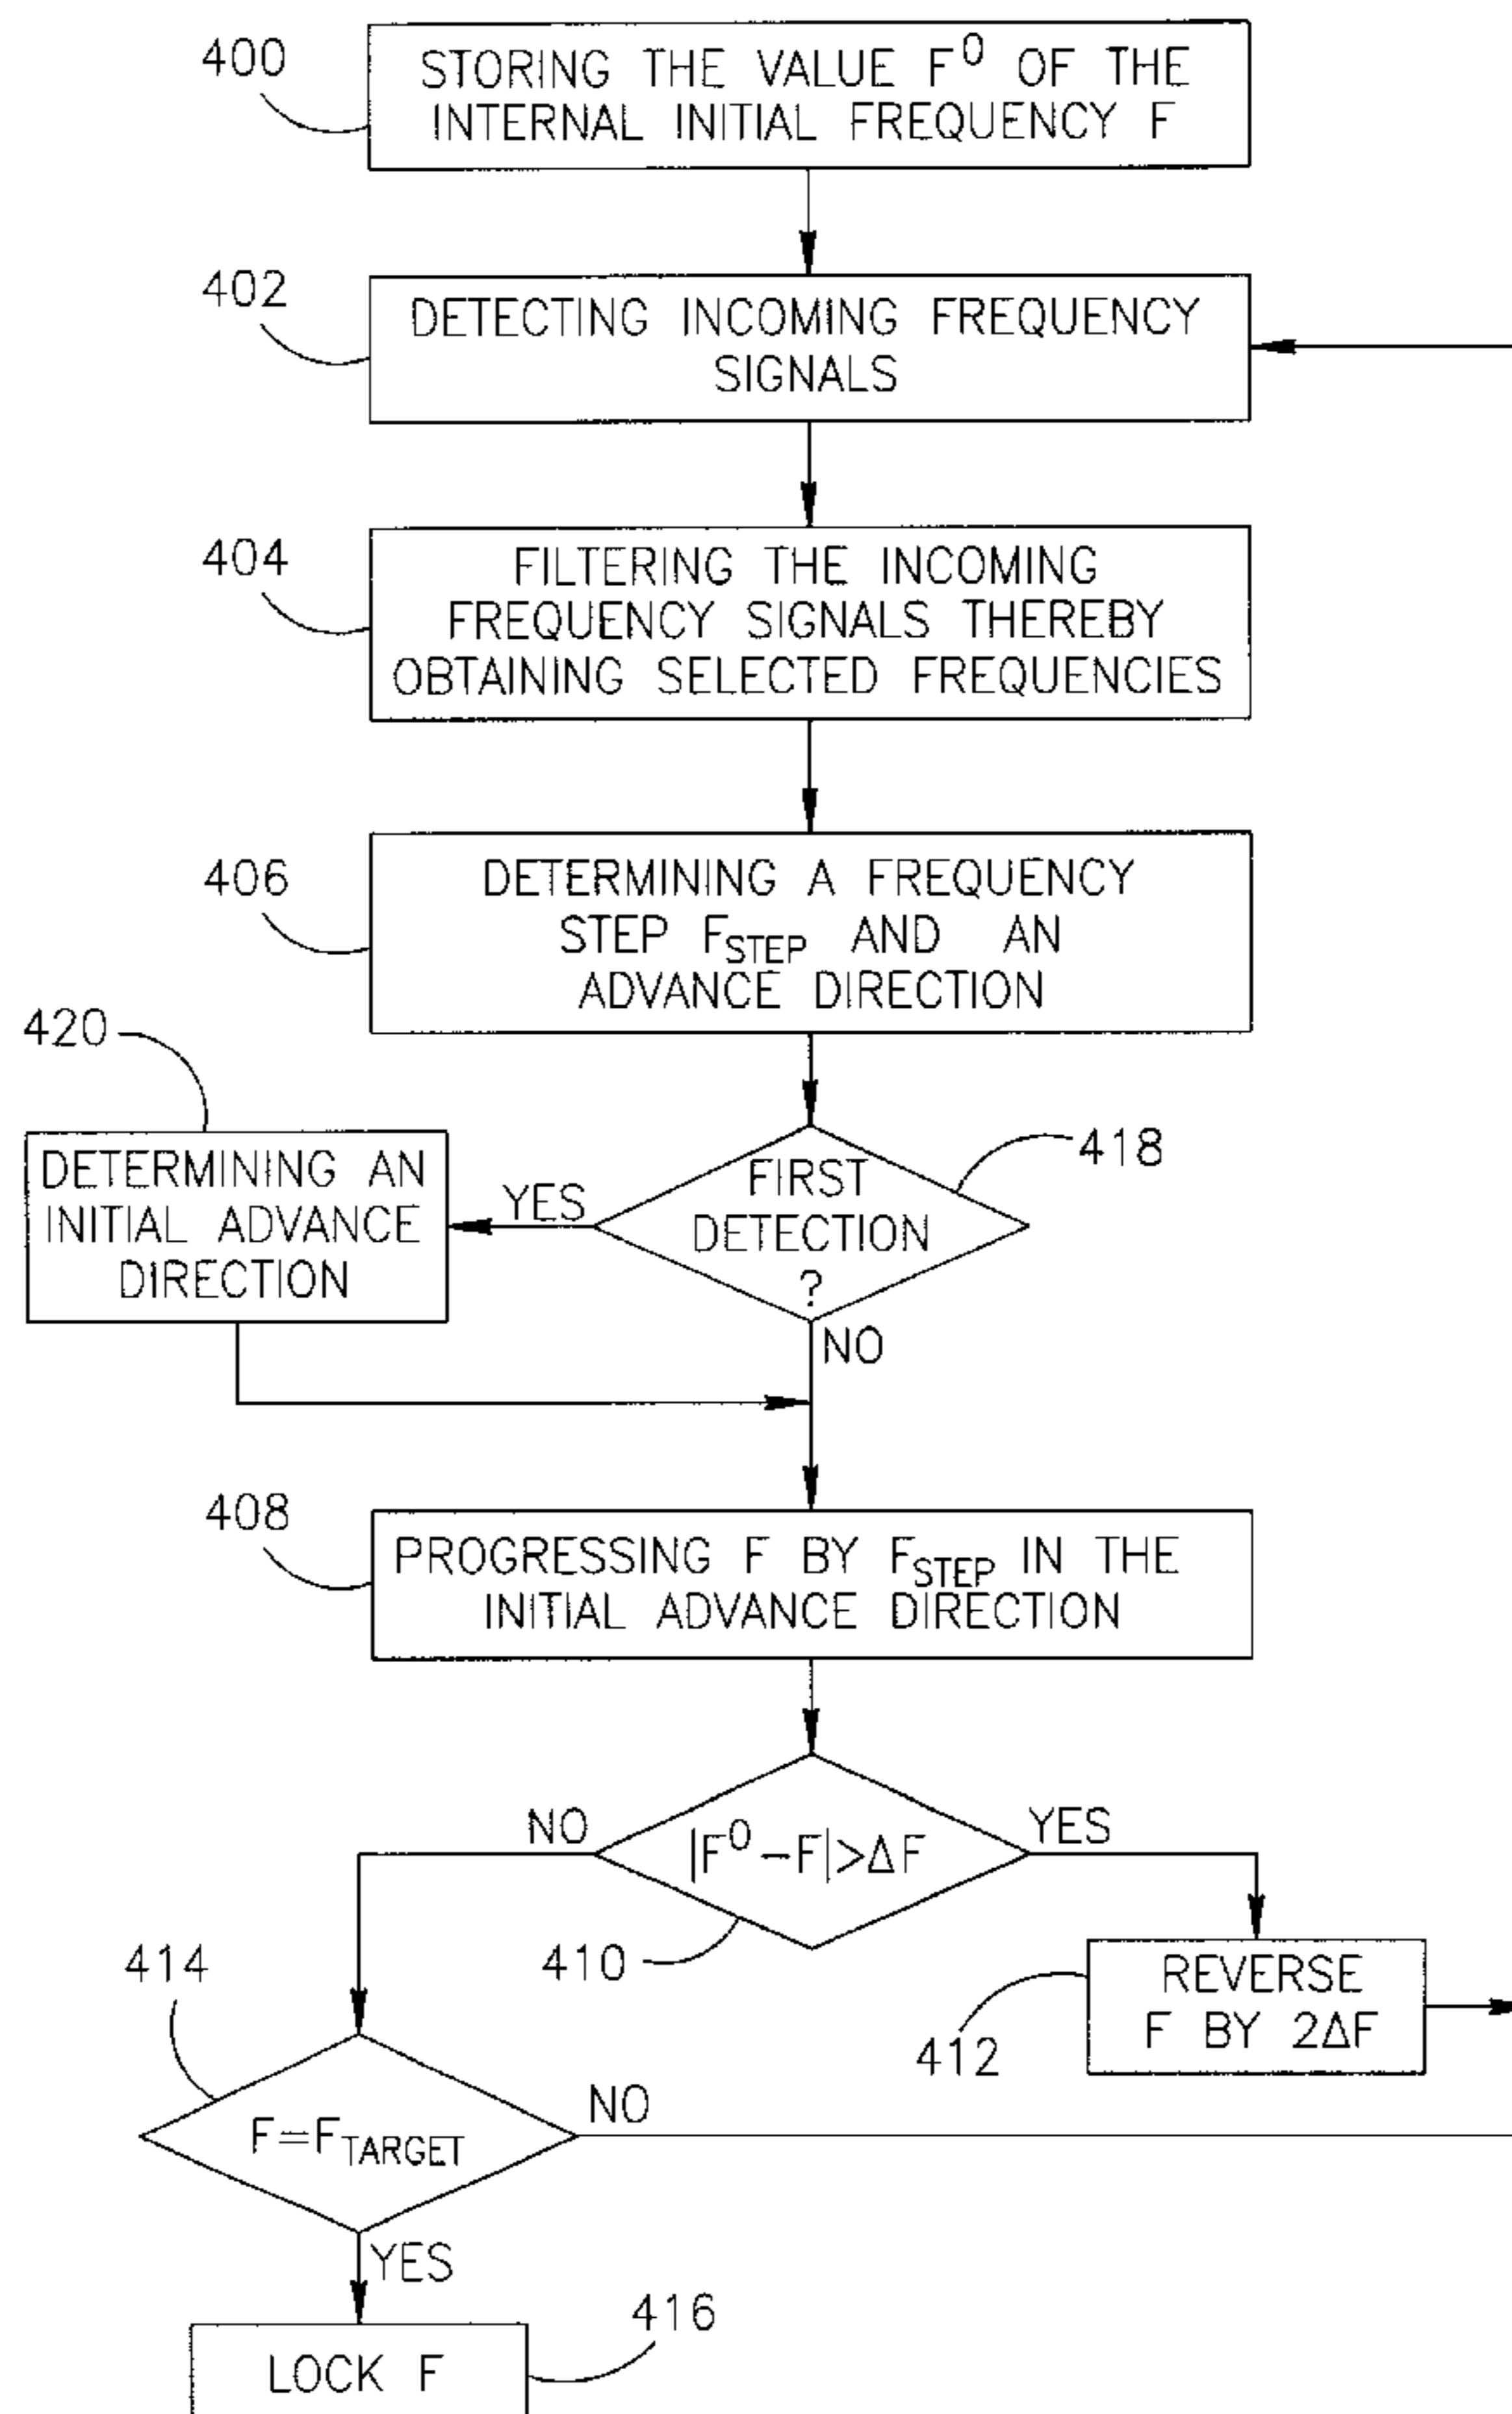 400
STORING THE VALUE F⁰ OF THE
INTERNAL INITIAL FREQUENCY F
402
DETECTING INCOMING FREQUENCY
SIGNALS
404
FILTERING THE INCOMING
FREQUENCY SIGNALS THEREBY
OBTAINING SELECTED FREQUENCIES
406
DETERMINING A FREQUENCY
STEP F_STEP AND AN
ADVANCE DIRECTION
420
DETERMINING AN
INITIAL ADVANCE
DIRECTION
YES
FIRST
DETECTION
?
418
NO
408
PROGRESSING F BY F_STEP IN THE
INITIAL ADVANCE DIRECTION
NO
|F⁰-F|>ΔF
YES
410
412
REVERSE
F BY 2ΔF
414
F=F_TARGET
NO
YES
416
LOCK F